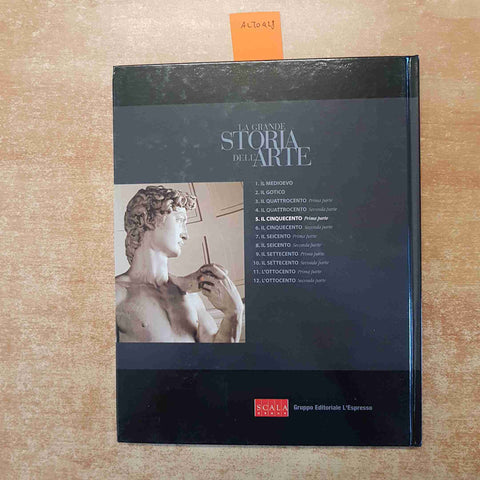 LA GRANDE
STORIA
DELL'ARTE
1. IL MEDIOEVO
2. IL GOTICO
3. IL QUATTROCENTO Prima parte
4. IL QUATTROCENTO Seconda parte
5. IL CINQUECENTO Prima parte
6. IL CINQUECENTO Seconda parte
7. IL SEICENTO Prima parte
8. IL SEICENTO Seconda parte
9. IL SETTECENTO Prima parte
10. IL SETTECENTO Seconda parte
11. L'OTTOCENTO Prima parte
12. L'OTTOCENTO Seconda parte
SCALA
GROUP
Gruppo Editoriale L'Espresso